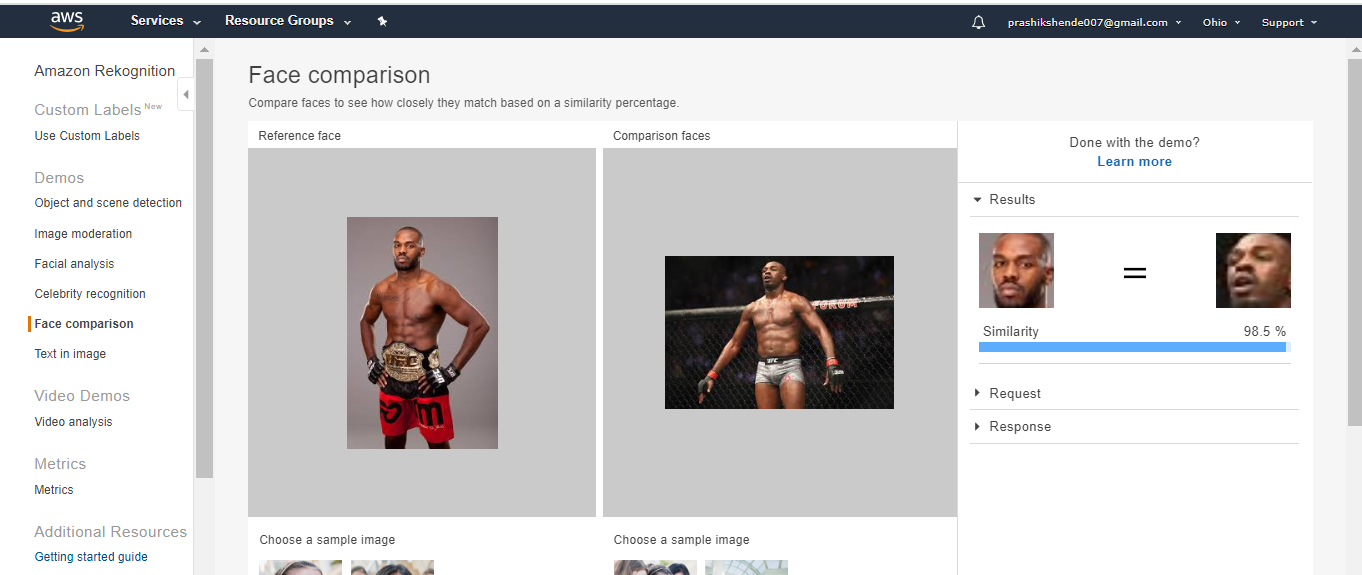 aws
Services
Resource Groups
prashikshende007@gmail.com
Ohio
Support
Amazon Rekognition
Custom Labels New
Use Custom Labels
Demos
Object and scene detection
Image moderation
Facial analysis
Celebrity recognition
Face comparison
Text in image
Video Demos
Video analysis
Metrics
Metrics
Additional Resources
Getting started guide
Face comparison
Compare faces to see how closely they match based on a similarity percentage.
Reference face
Comparison faces
FORUM
UFC
Choose a sample image
Choose a sample image
Done with the demo?
Learn more
Results
=
Similarity 98.5 %
Request
Response